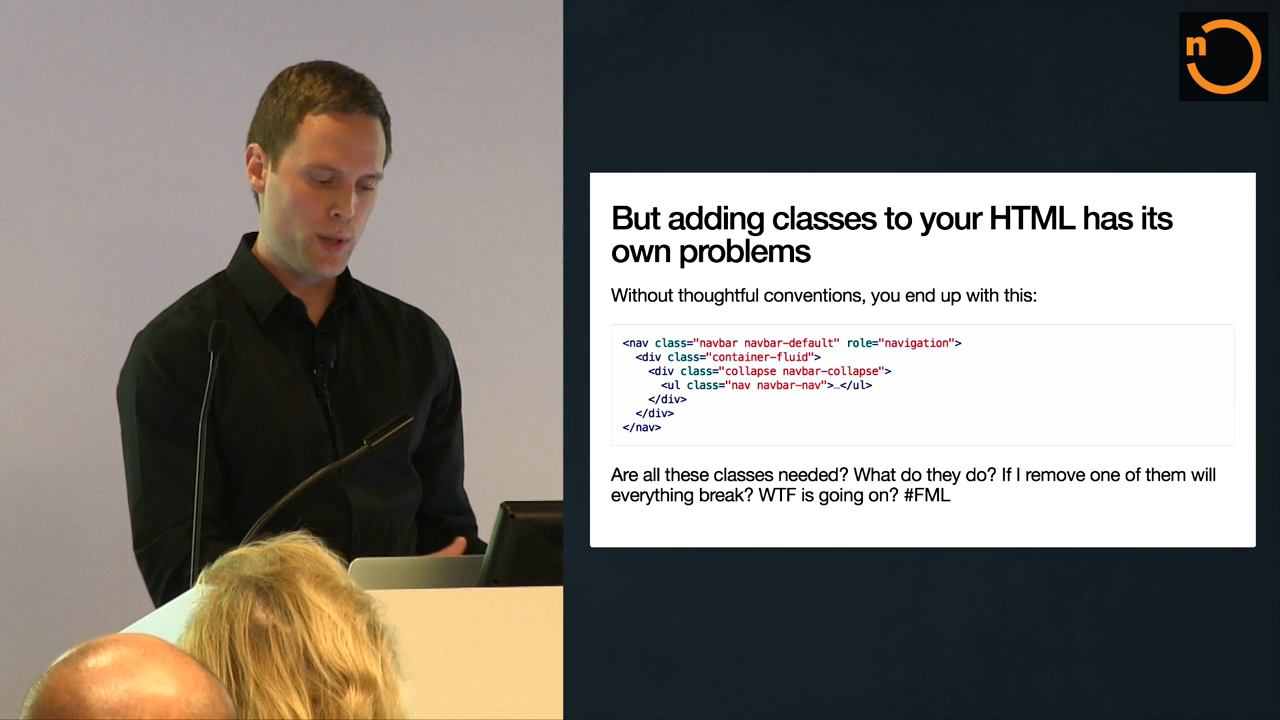 n
But adding classes to your HTML has its
own problems
Without thoughtful conventions, you end up with this:
<nav class="navbar navbar-default" role="navigation">
<div class="container-fluid">
<div class="collapse navbar-collapse">
<ul class="nav navbar-nav">…</ul>
</div>
</div>
</nav>
Are all these classes needed? What do they do? If I remove one of them will
everything break? WTF is going on? #FML